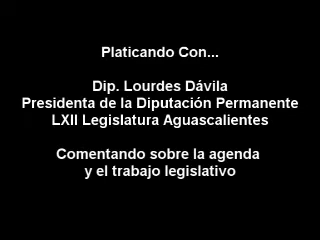 Platicando Con...
Dip. Lourdes Dávila
Presidenta de la Diputación Permanente
LXII Legislatura Aguascalientes
Comentando sobre la agenda
y el trabajo legislativo